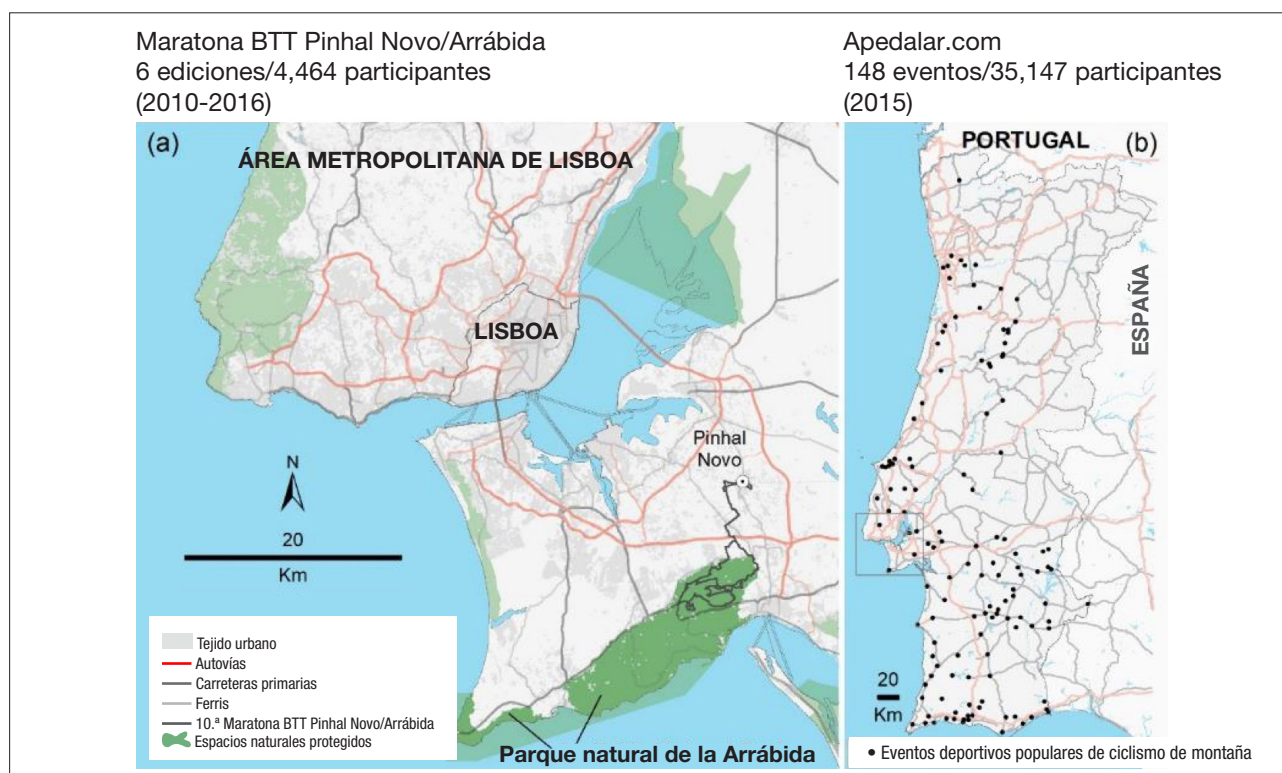 Maratona BTT Pinhal Novo/Arrábida
6 ediciones/4,464 participantes
(2010-2016)
Apedalar.com
148 eventos/35,147 participantes
(2015)
(a)
ÁREA METROPOLITANA DE LISBOA
LISBOA
Pinhal
Novo
N
20
Km
Tejido urbano
Autovías
Carreteras primarias
Ferris
10.ª Maratona BTT Pinhal Novo/Arrábida
Espacios naturales protegidos
Parque natural de la Arrábida
PORTUGAL
(b)
ESPAÑA
20
Km
• Eventos deportivos populares de ciclismo de montaña